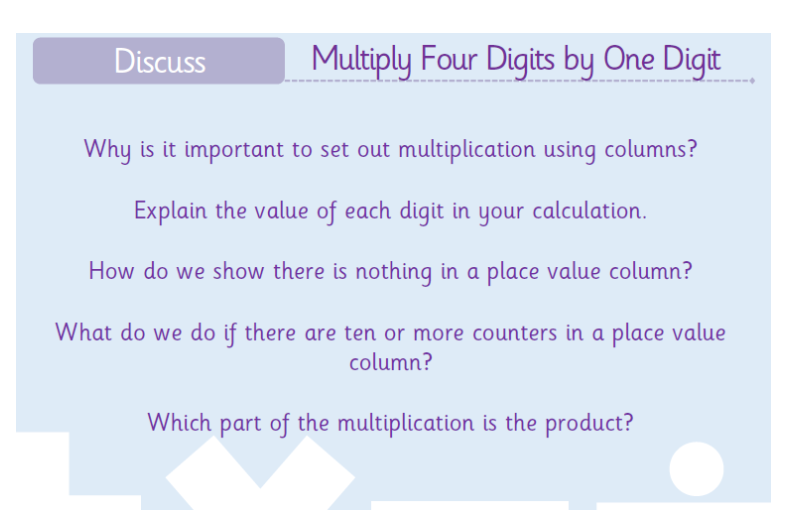 Discuss
Multiply Four Digits by One Digit
Why is it important to set out multiplication using columns?
Explain the value of each digit in your calculation.
How do we show there is nothing in a place value column?
What do we do if there are ten or more counters in a place value
column?
Which part of the multiplication is the product?